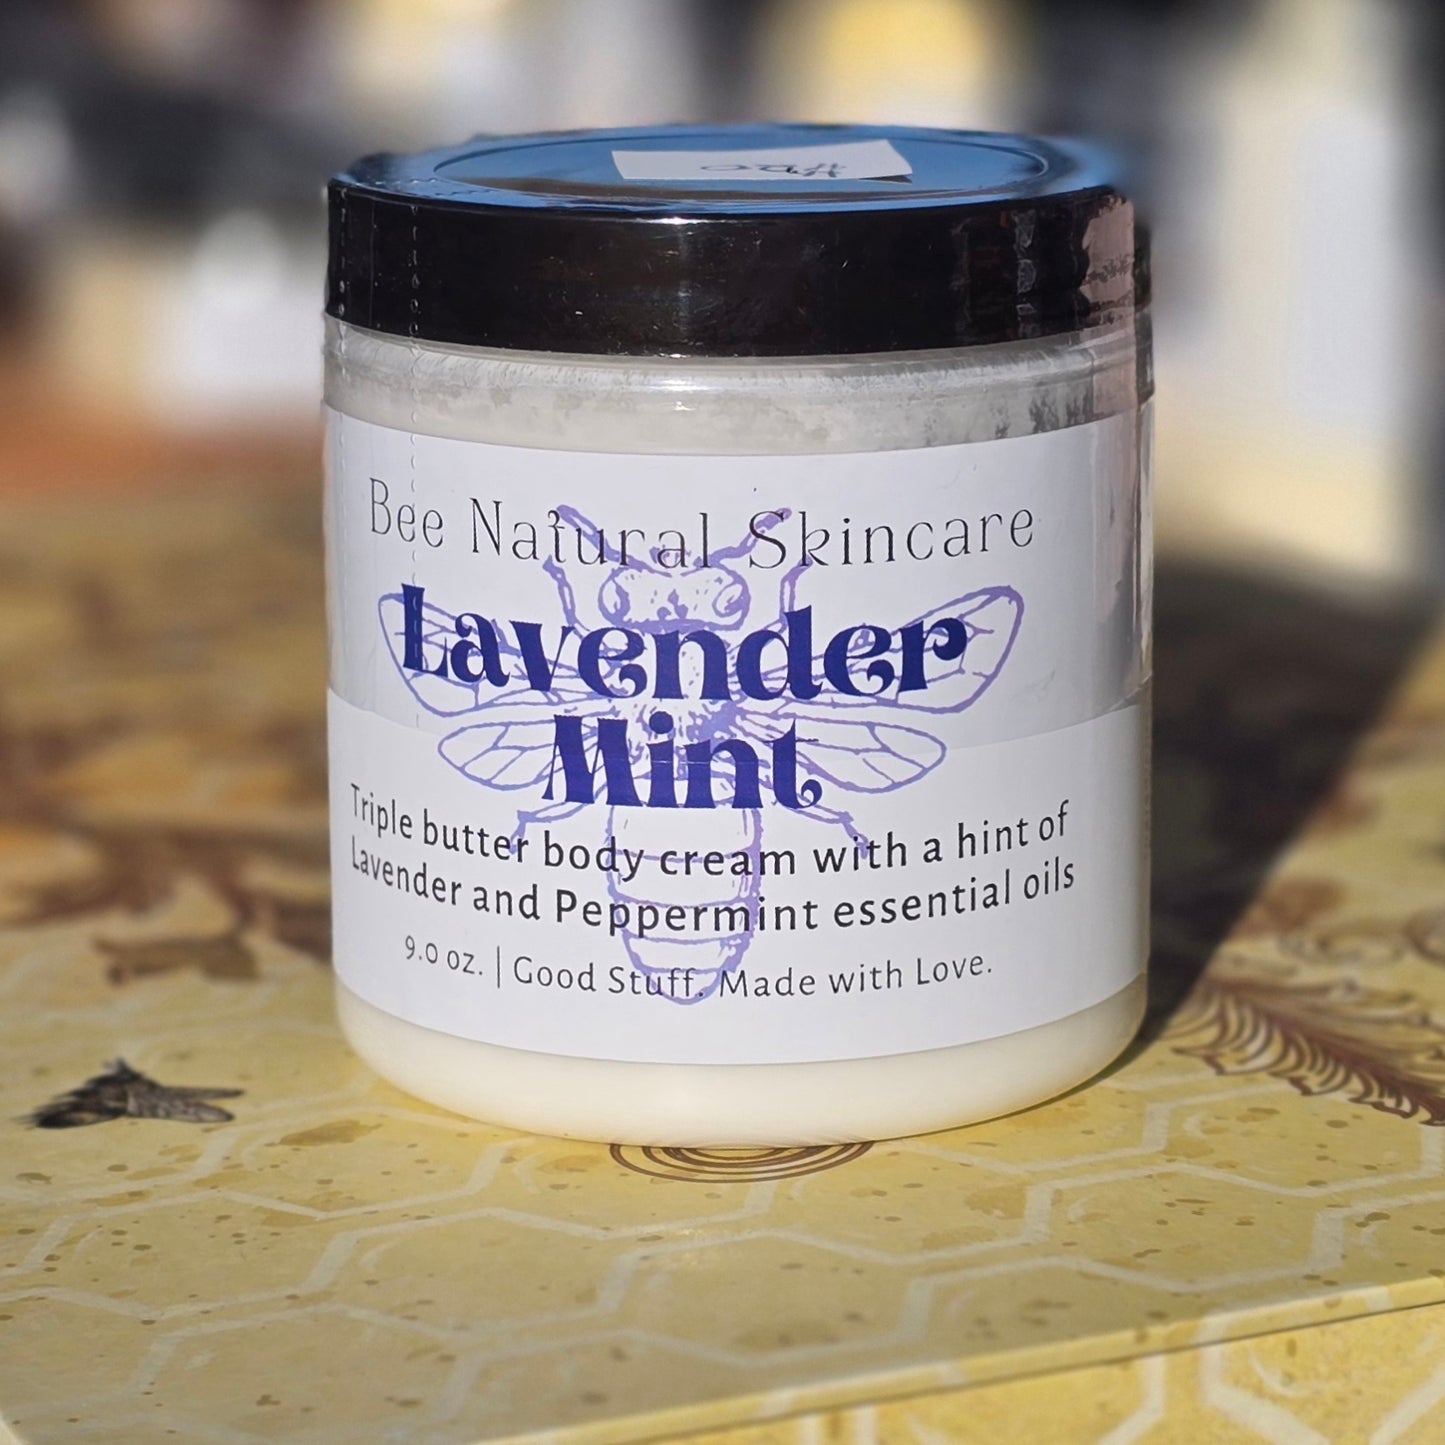 Bee Natural Skincare
Lavender
Mint
Triple butter body cream with a hint of
Lavender and Peppermint essential oils
9.0 oz. | Good Stuff. Made with Love.